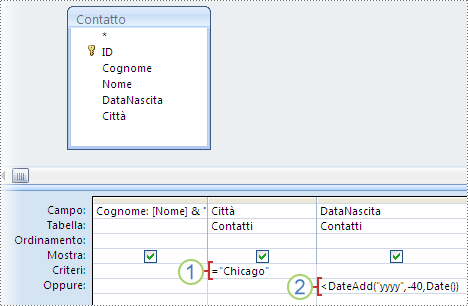 Contatto
*
ID
Cognome
Nome
DataNascita
Città
Campo: Cognome: [Nome] & " Città DataNascita
Tabella: Contatti Contatti
Ordinamento:
Mostra:
Criteri: 1 ="Chicago"
Oppure: 2 <DateAdd("yyyy",-40,Date())